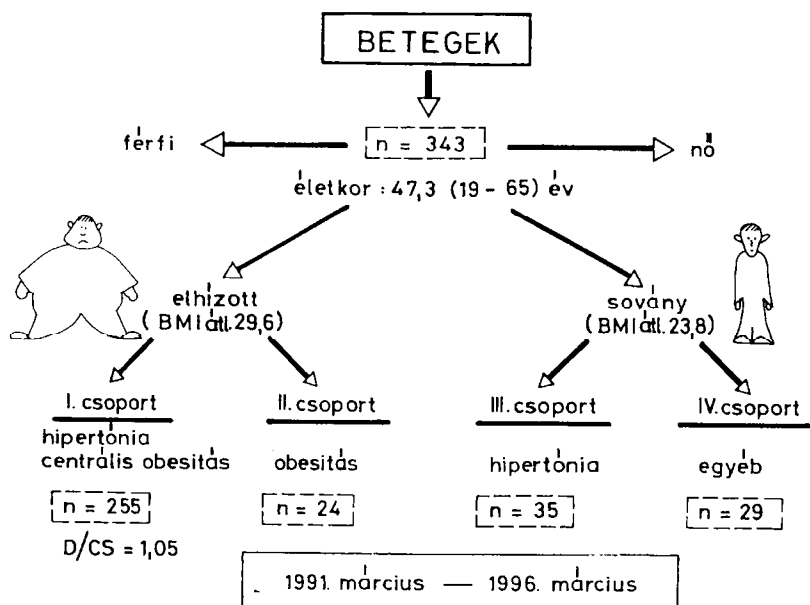 BETEGEK
férfi
n = 343
nő
életkor : 47,3 (19 - 65) év
elhízott
(BMI átl. 29,6)
sovány
(BMI átl. 23,8)
I. csoport
II. csoport
III. csoport
IV. csoport
hipertónia
centrális obesitás
obesitás
hipertónia
egyéb
n = 255
n = 24
n = 35
n = 29
D/CS = 1,05
1991. március — 1996. március